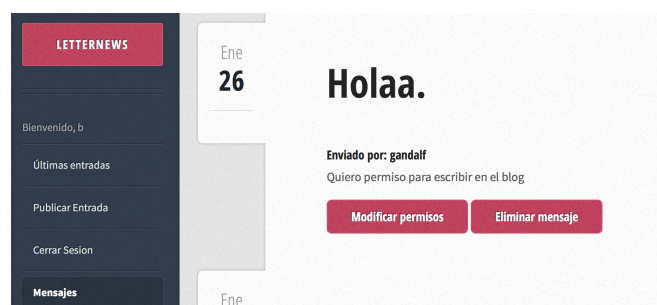 LETTERNEWS
Bienvenido, b
Últimas entradas
Publicar Entrada
Cerrar Sesion
Mensajes
Ene
26
Holaa.
Enviado por: gandalf
Quiero permiso para escribir en el blog
Modificar permisos Eliminar mensaje
Ene